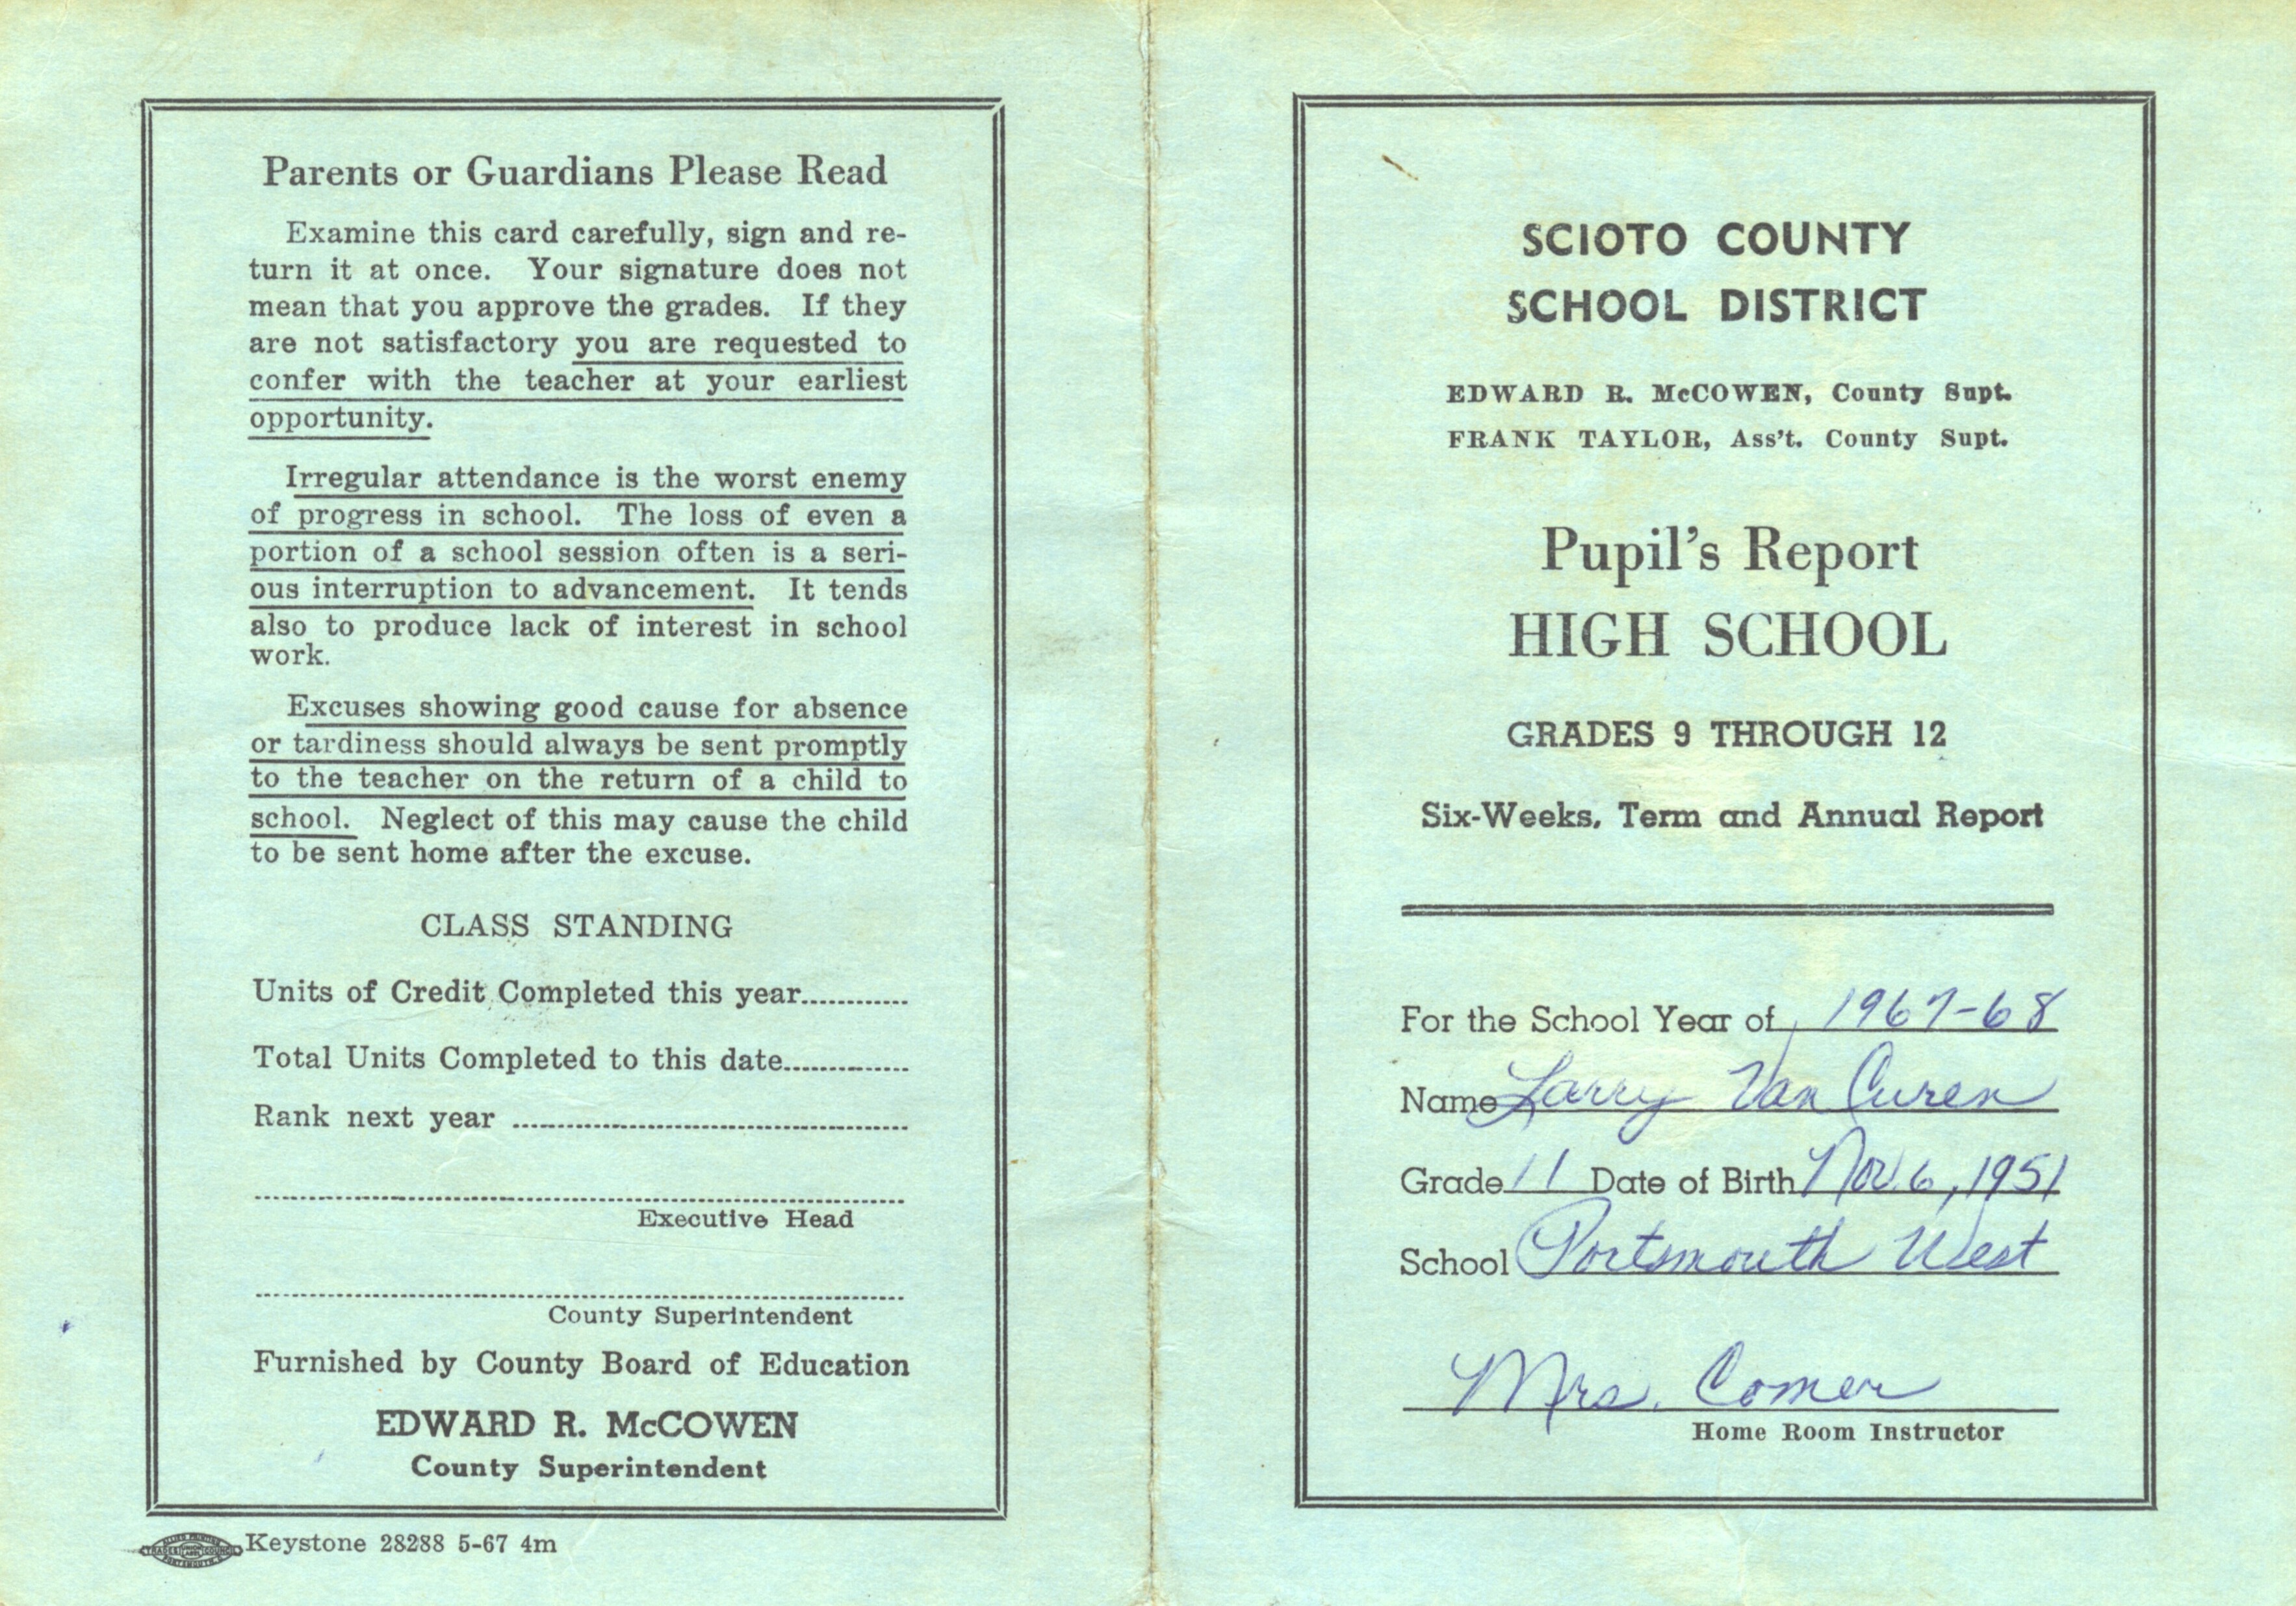 Parents or Guardians Please Read
Examine this card carefully, sign and re-
turn it at once. Your signature does not
mean that you approve the grades. If they
are not satisfactory you are requested to
confer with the teacher at your earliest
opportunity.
Irregular attendance is the worst enemy
of progress in school. The loss of even a
portion of a school session often is a seri-
ous interruption to advancement. It tends
also to produce lack of interest in school
work.
Excuses showing good cause for absence
or tardiness should always be sent promptly
to the teacher on the return of a child to
school. Neglect of this may cause the child
to be sent home after the excuse.
CLASS STANDING
Units of Credit Completed this year............
Total Units Completed to this date..............
Rank next year
Executive Head
County Superintendent
Furnished by County Board of Education
EDWARD R. McCOWEN
County Superintendent
Keystone 28288 5-67 4m
SCIOTO COUNTY
SCHOOL DISTRICT
EDWARD R. McCOWEN, County Supt.
FRANK TAYLOR, Ass't. County Supt.
Pupil's Report
HIGH SCHOOL
GRADES 9 THROUGH 12
Six-Weeks, Term and Annual Report
For the School Year of 1967-68
Name Larry Van Curen
Grade 11 Date of Birth Nov. 6, 1951
School Portsmouth West
Mrs. Comer
Home Room Instructor